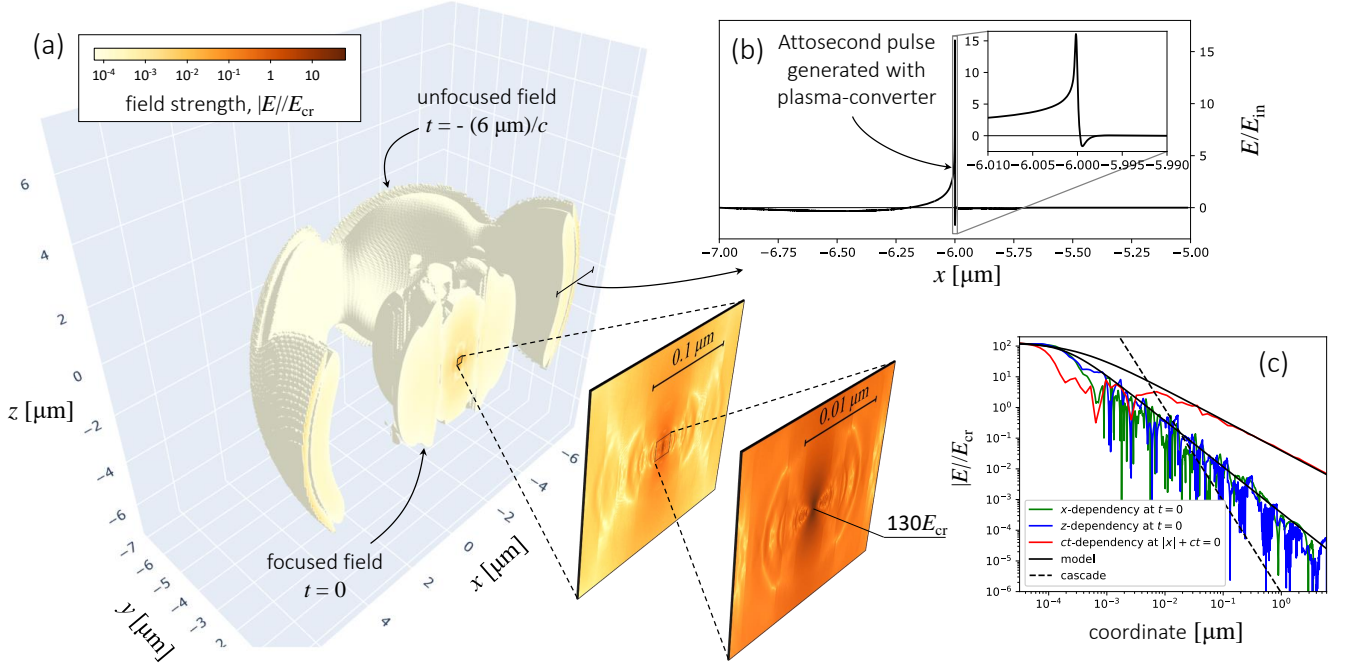 (a)
10⁻⁴ 10⁻³ 10⁻² 10⁻¹ 1 10
field strength, |E|/E_cr
unfocused field
t = - (6 μm)/c
6
4
2
0
−2
−4
−6
z [μm]
−7
−7
−6
−5
−4
−4
−3
−2
y [μm]
4
2
0
−2
−4
−6
x [μm]
focused field
t = 0
0.1 μm
0.01 μm
130E_cr
(b)
Attosecond pulse
generated with
plasma-converter
15
10
5
0
−6.010 −6.005 −6.000 −5.995 −5.990
15
10
5
0
E/E_in
−7.00 −6.75 −6.50 −6.25 −6.00 −5.75 −5.50 −5.25 −5.00
x [μm]
(c)
10²
10¹
10⁰
10⁻¹
10⁻²
10⁻³
10⁻⁴
10⁻⁵
10⁻⁶
|E|/E_cr
x-dependency at t = 0
z-dependency at t = 0
ct-dependency at |x| + ct = 0
model
cascade
10⁻⁴ 10⁻³ 10⁻² 10⁻¹ 10⁰
coordinate [μm]